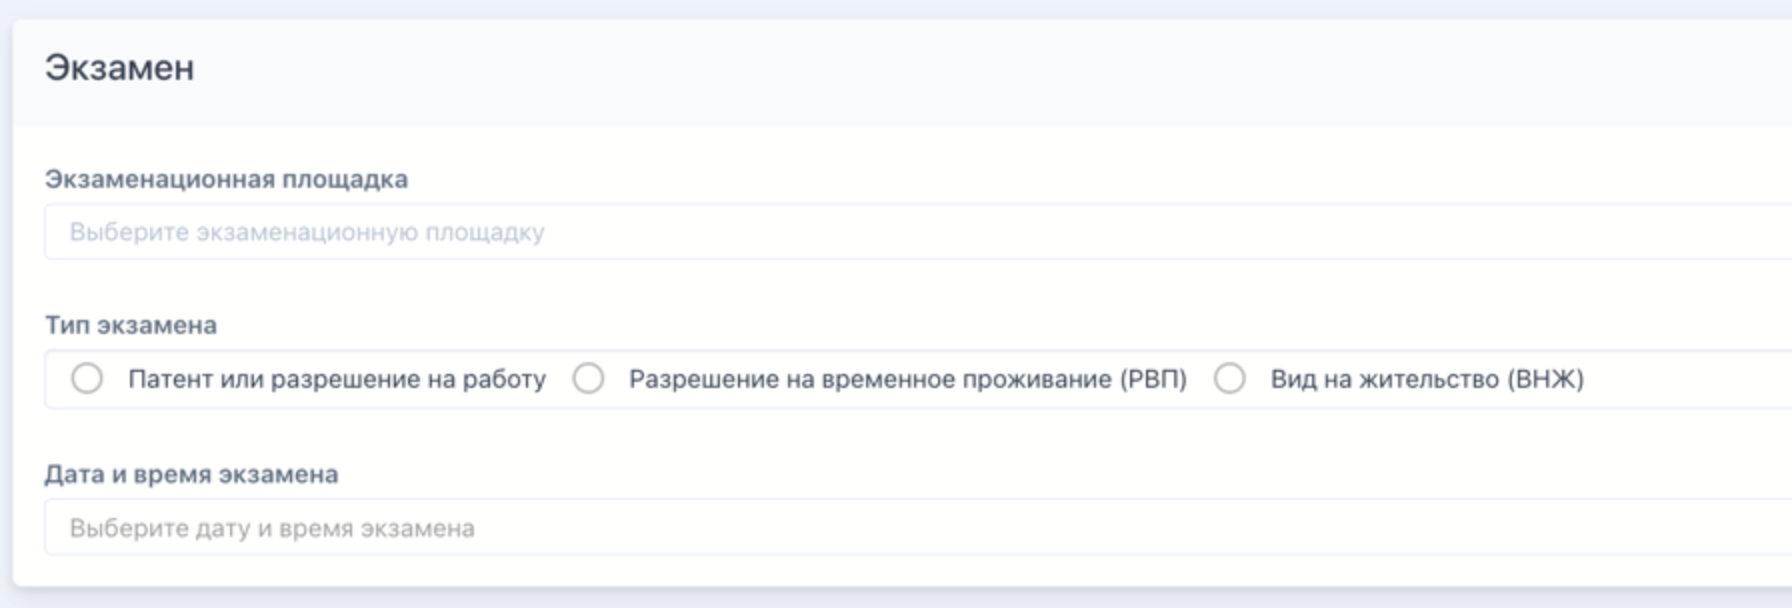 Экзамен
Экзаменационная площадка
Выберите экзаменационную площадку
Тип экзамена
Патент или разрешение на работу Разрешение на временное проживание (РВП) Вид на жительство (ВНЖ)
Дата и время экзамена
Выберите дату и время экзамена